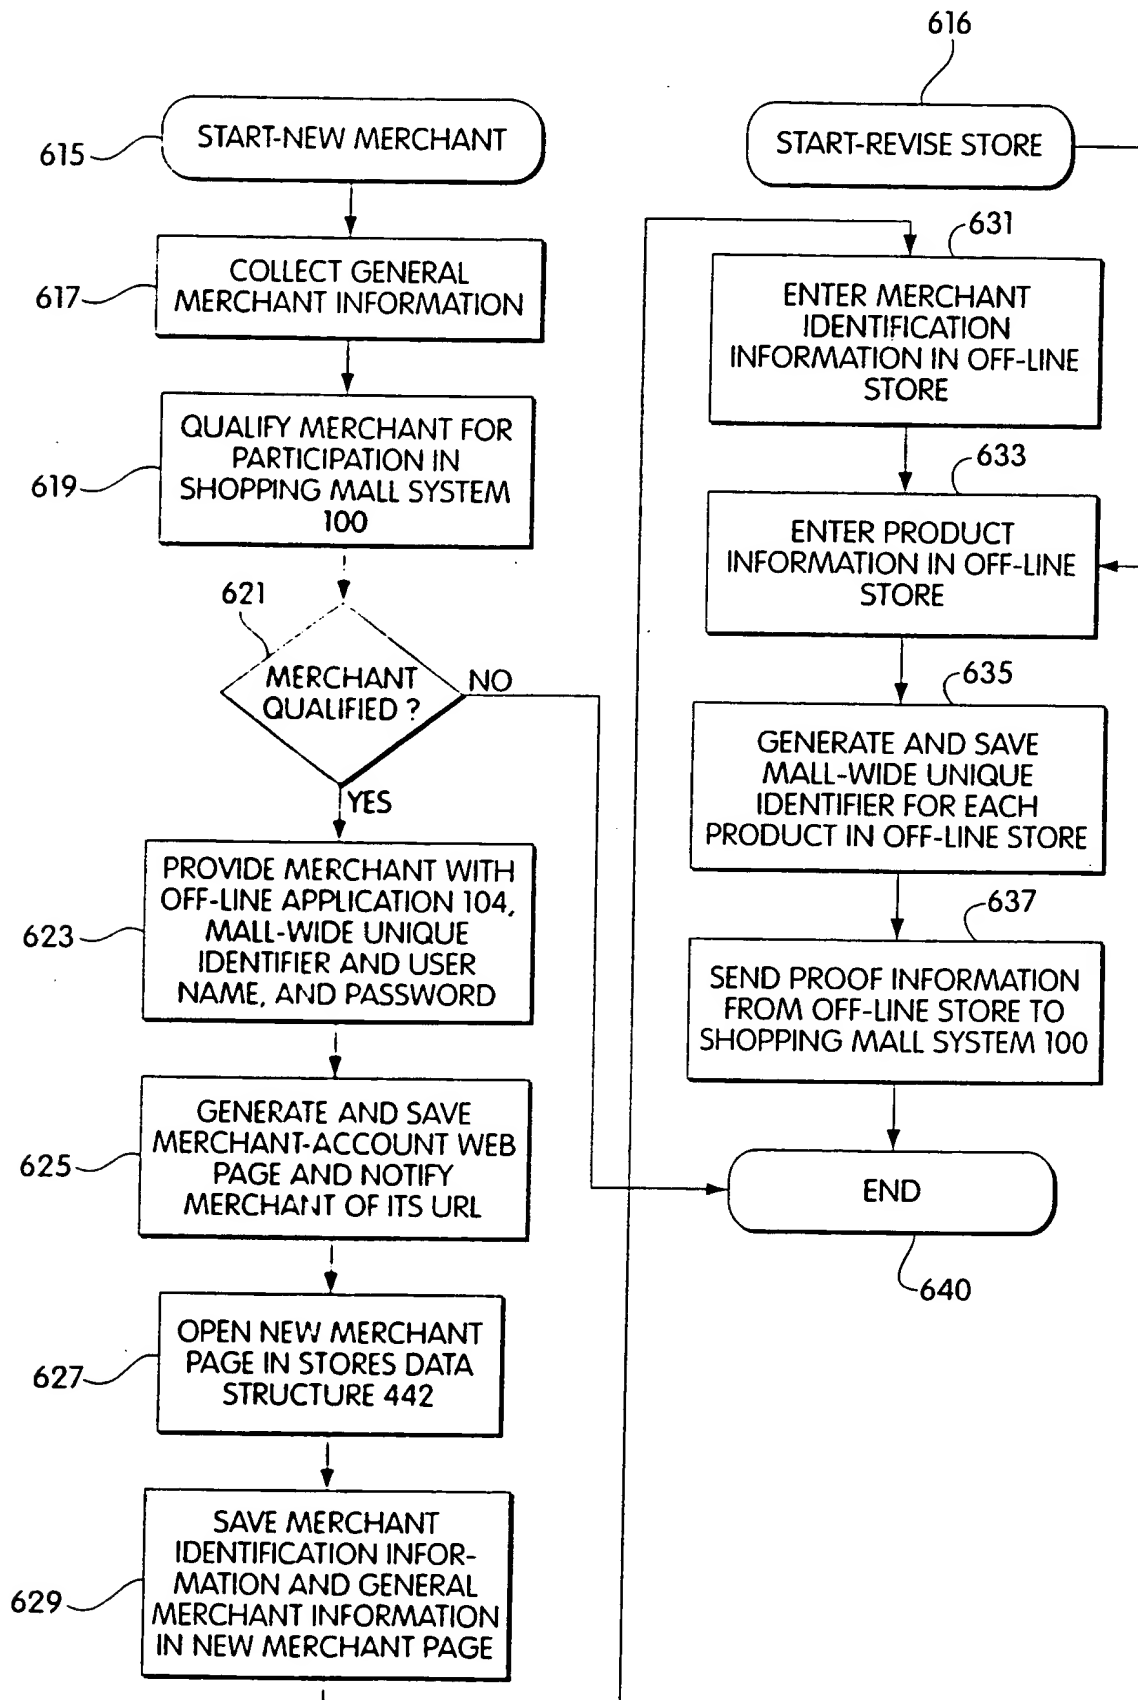 615
START-NEW MERCHANT
617
COLLECT GENERAL
MERCHANT INFORMATION
619
QUALIFY MERCHANT FOR
PARTICIPATION IN
SHOPPING MALL SYSTEM
100
621
MERCHANT
QUALIFIED ?
NO
YES
623
PROVIDE MERCHANT WITH
OFF-LINE APPLICATION 104,
MALL-WIDE UNIQUE
IDENTIFIER AND USER
NAME, AND PASSWORD
625
GENERATE AND SAVE
MERCHANT-ACCOUNT WEB
PAGE AND NOTIFY
MERCHANT OF ITS URL
627
OPEN NEW MERCHANT
PAGE IN STORES DATA
STRUCTURE 442
629
SAVE MERCHANT
IDENTIFICATION INFOR-
MATION AND GENERAL
MERCHANT INFORMATION
IN NEW MERCHANT PAGE
616
START-REVISE STORE
631
ENTER MERCHANT
IDENTIFICATION
INFORMATION IN OFF-LINE
STORE
633
ENTER PRODUCT
INFORMATION IN OFF-LINE
STORE
635
GENERATE AND SAVE
MALL-WIDE UNIQUE
IDENTIFIER FOR EACH
PRODUCT IN OFF-LINE STORE
637
SEND PROOF INFORMATION
FROM OFF-LINE STORE TO
SHOPPING MALL SYSTEM 100
END
640